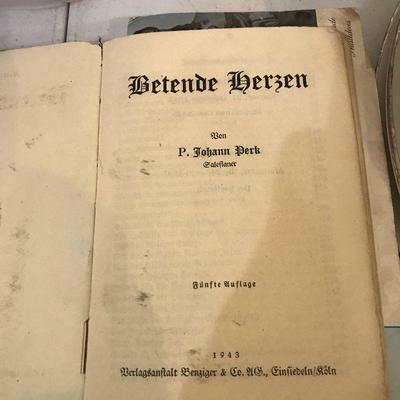 Betende Herzen
Von
P. Johann Perk
Salesianer
Fünfte Auflage
1943
Verlagsanstalt Benziger & Co. AG., Einsiedeln/Köln